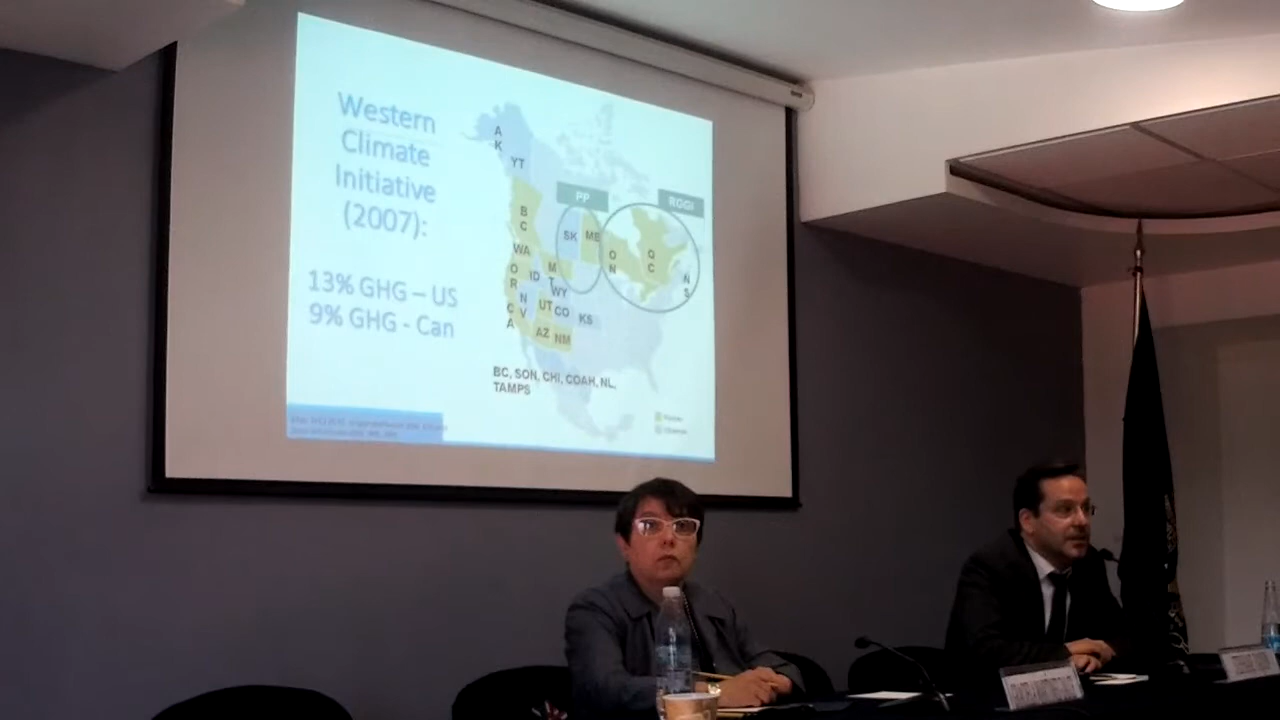 Western
Climate
Initiative
(2007):
13% GHG – US
9% GHG - Can
A
K
YT
PP
RGGI
B
C
SK
MB
O
N
Q
C
N
S
WA
O
R
ID
M
T
WY
N
V
UT
CO
KS
C
A
AZ
NM
BC, SON, CHI, COAH, NL,
TAMPS